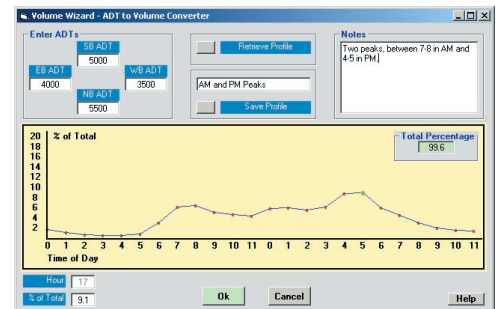 Volume Wizard - ADT to Volume Converter
Enter ADTs
SB ADT
5000
EB ADT
4000
WB ADT
3500
NB ADT
5500
Retrieve Profile
AM and PM Peaks
Save Profile
Notes
Two peaks, between 7-8 in AM and
4-5 in PM.
% of Total
Total Percentage
99.6
20
18
16
14
12
10
8
6
4
2
0 1 2 3 4 5 6 7 8 9 10 11 0 1 2 3 4 5 6 7 8 9 10 11
Time of Day
Hour 17
% of Total 9.1
Ok
Cancel
Help